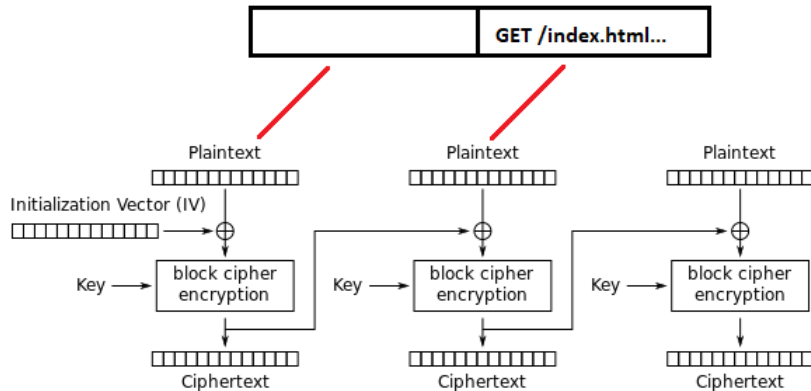 GET /index.html...
Plaintext Plaintext Plaintext
Initialization Vector (IV)
Key block cipher encryption Key block cipher encryption Key block cipher encryption
Ciphertext Ciphertext Ciphertext